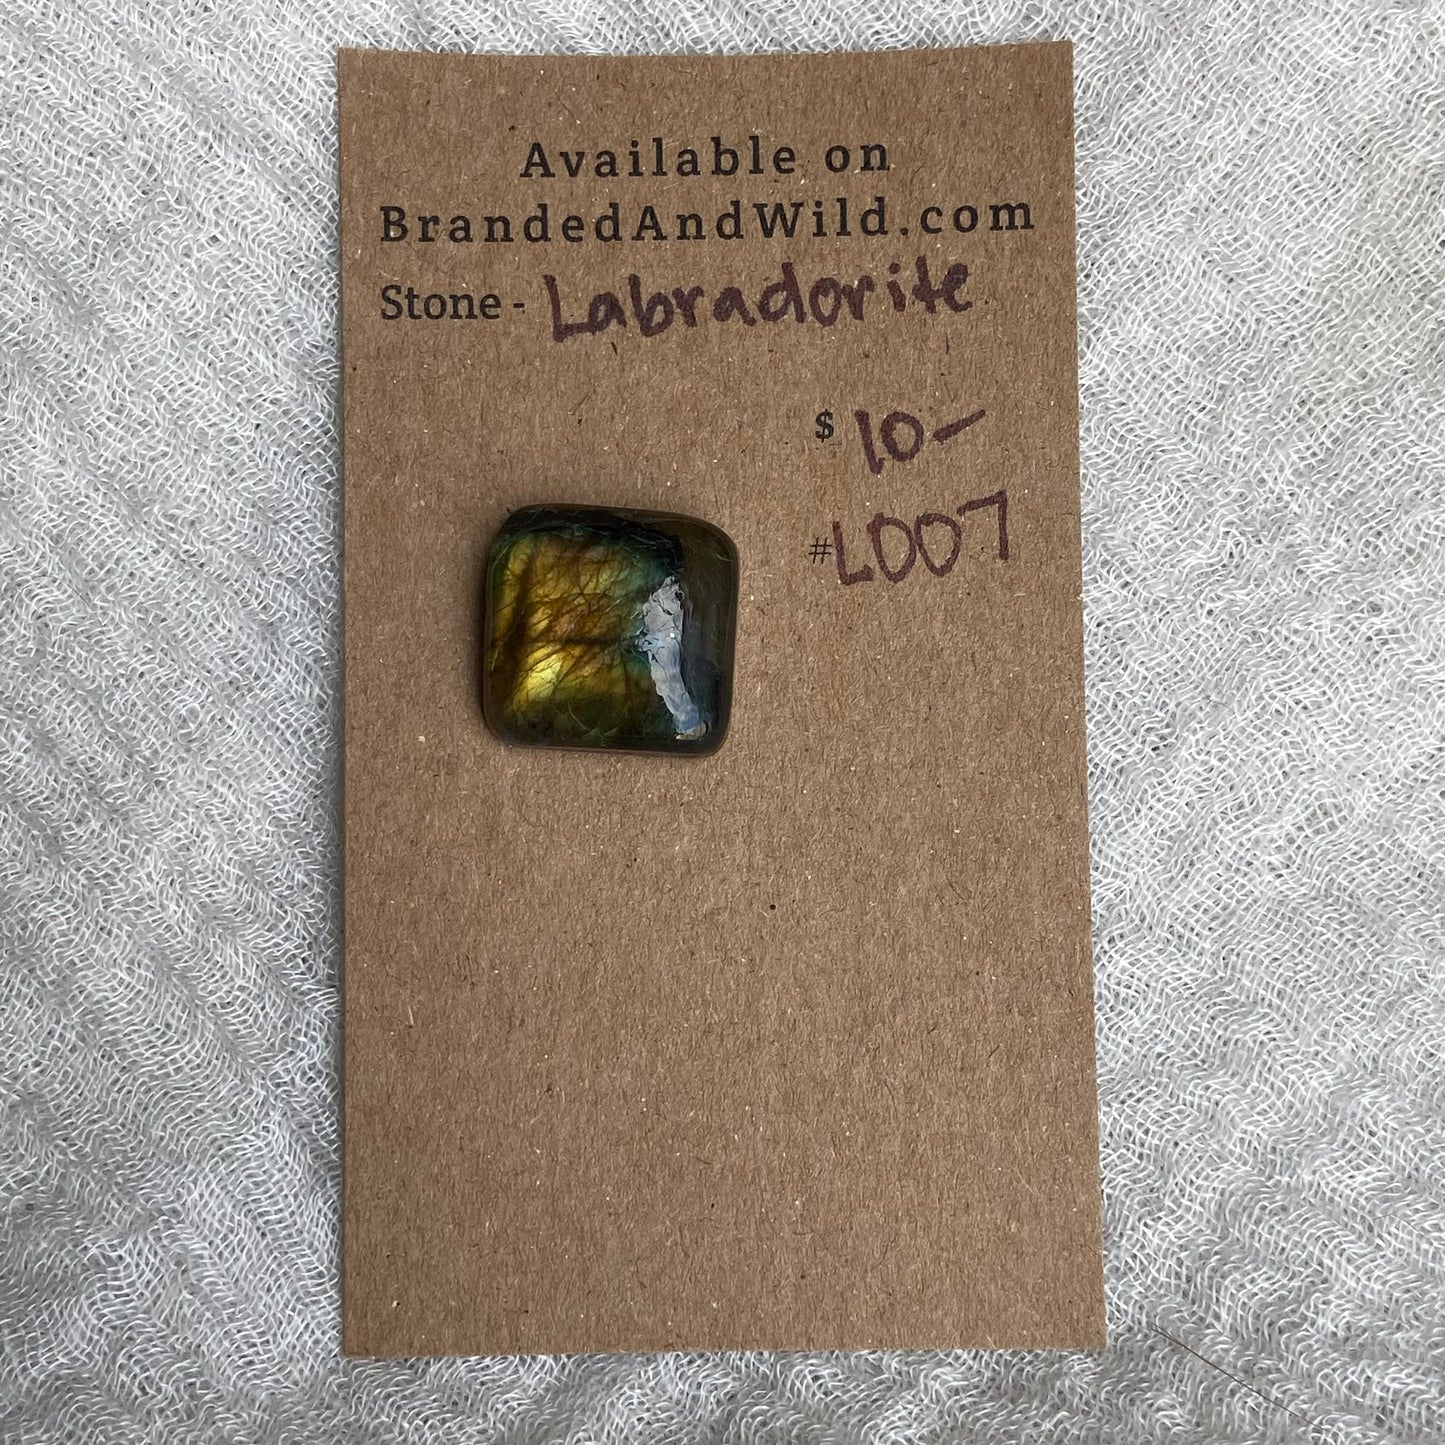 Available on
BrandedAndWild.com
Stone - Labradorite
$ 10-
#L007